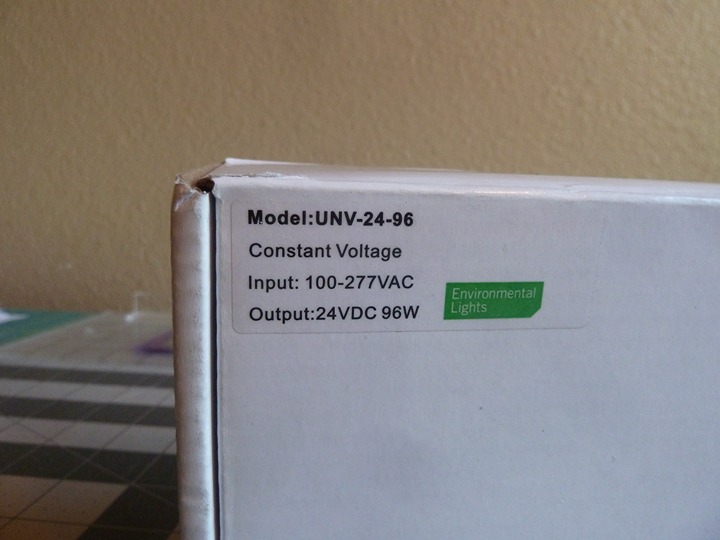 Model:UNV-24-96
Constant Voltage
Input: 100-277VAC
Output:24VDC 96W
Environmental
Lights